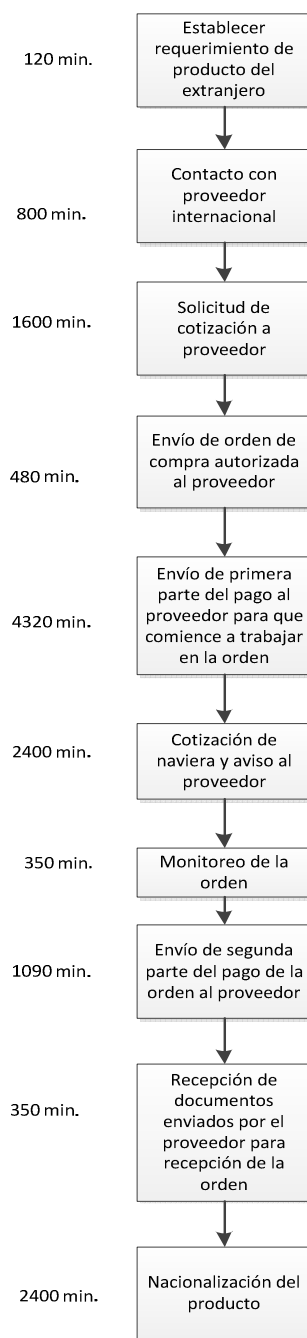 120 min.
Establecer
requerimiento de
producto del
extranjero
800 min.
Contacto con
proveedor
internacional
1600 min.
Solicitud de
cotización a
proveedor
480 min.
Envío de orden de
compra autorizada
al proveedor
4320 min.
Envío de primera
parte del pago al
proveedor para que
comience a trabajar
en la orden
2400 min.
Cotización de
naviera y aviso al
proveedor
350 min.
Monitoreo de la
orden
1090 min.
Envío de segunda
parte del pago de la
orden al proveedor
350 min.
Recepción de
documentos
enviados por el
proveedor para
recepción de la
orden
2400 min.
Nacionalización del
producto